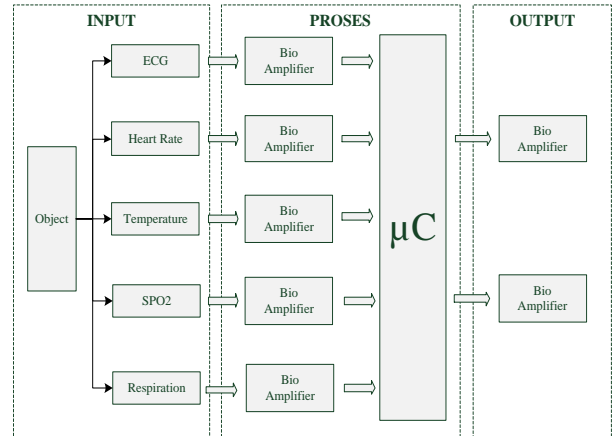 INPUT
PROSES
OUTPUT
Object
ECG
Heart Rate
Temperature
SPO2
Respiration
Bio
Amplifier
Bio
Amplifier
Bio
Amplifier
Bio
Amplifier
Bio
Amplifier
µC
Bio
Amplifier
Bio
Amplifier